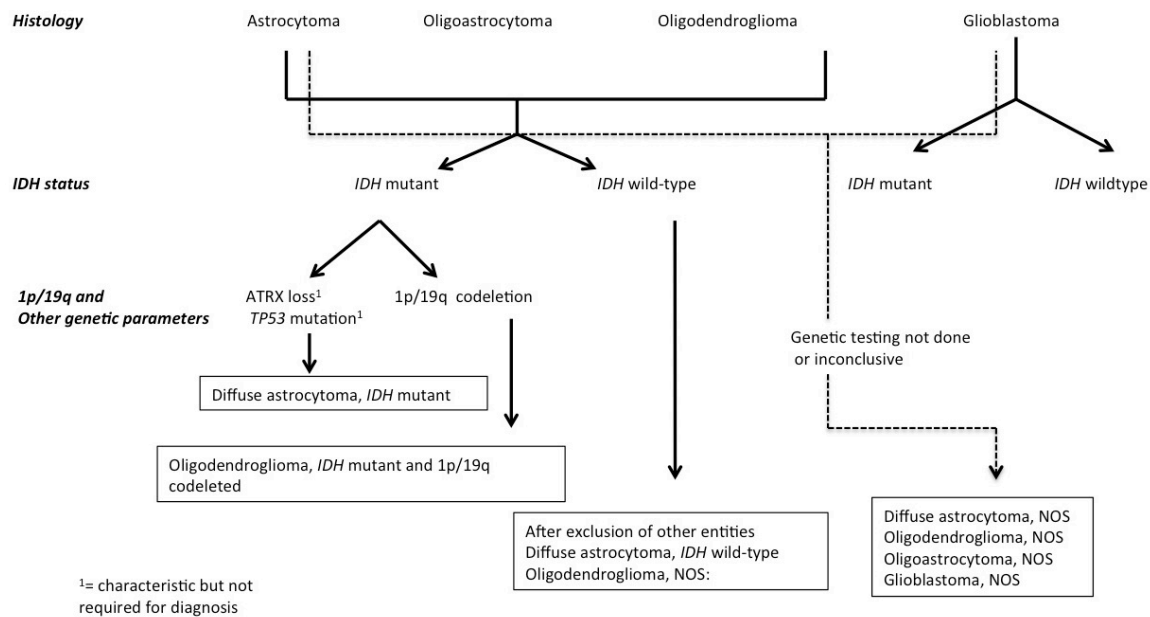 Histology
Astrocytoma
Oligoastrocytoma
Oligodendroglioma
Glioblastoma
IDH status
IDH mutant
IDH wild-type
IDH mutant
IDH wildtype
1p/19q and
Other genetic parameters
ATRX loss¹
TP53 mutation¹
1p/19q codeletion
Genetic testing not done
or inconclusive
Diffuse astrocytoma, IDH mutant
Oligodendroglioma, IDH mutant and 1p/19q
codeleted
After exclusion of other entities
Diffuse astrocytoma, IDH wild-type
Oligodendroglioma, NOS:
Diffuse astrocytoma, NOS
Oligodendroglioma, NOS
Oligoastrocytoma, NOS
Glioblastoma, NOS
¹= characteristic but not
required for diagnosis